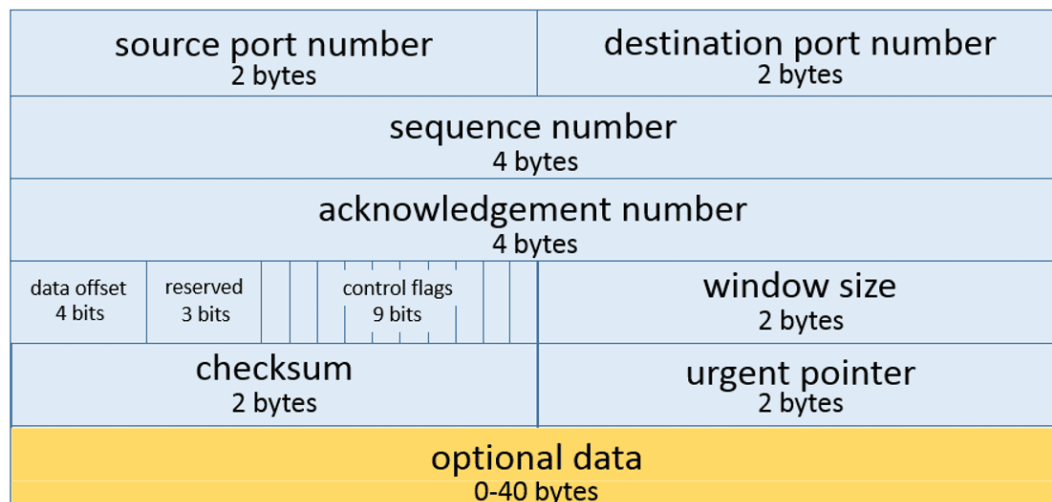 source port number
2 bytes
destination port number
2 bytes
sequence number
4 bytes
acknowledgement number
4 bytes
data offset
4 bits
reserved
3 bits
control flags
9 bits
window size
2 bytes
checksum
2 bytes
urgent pointer
2 bytes
optional data
0-40 bytes